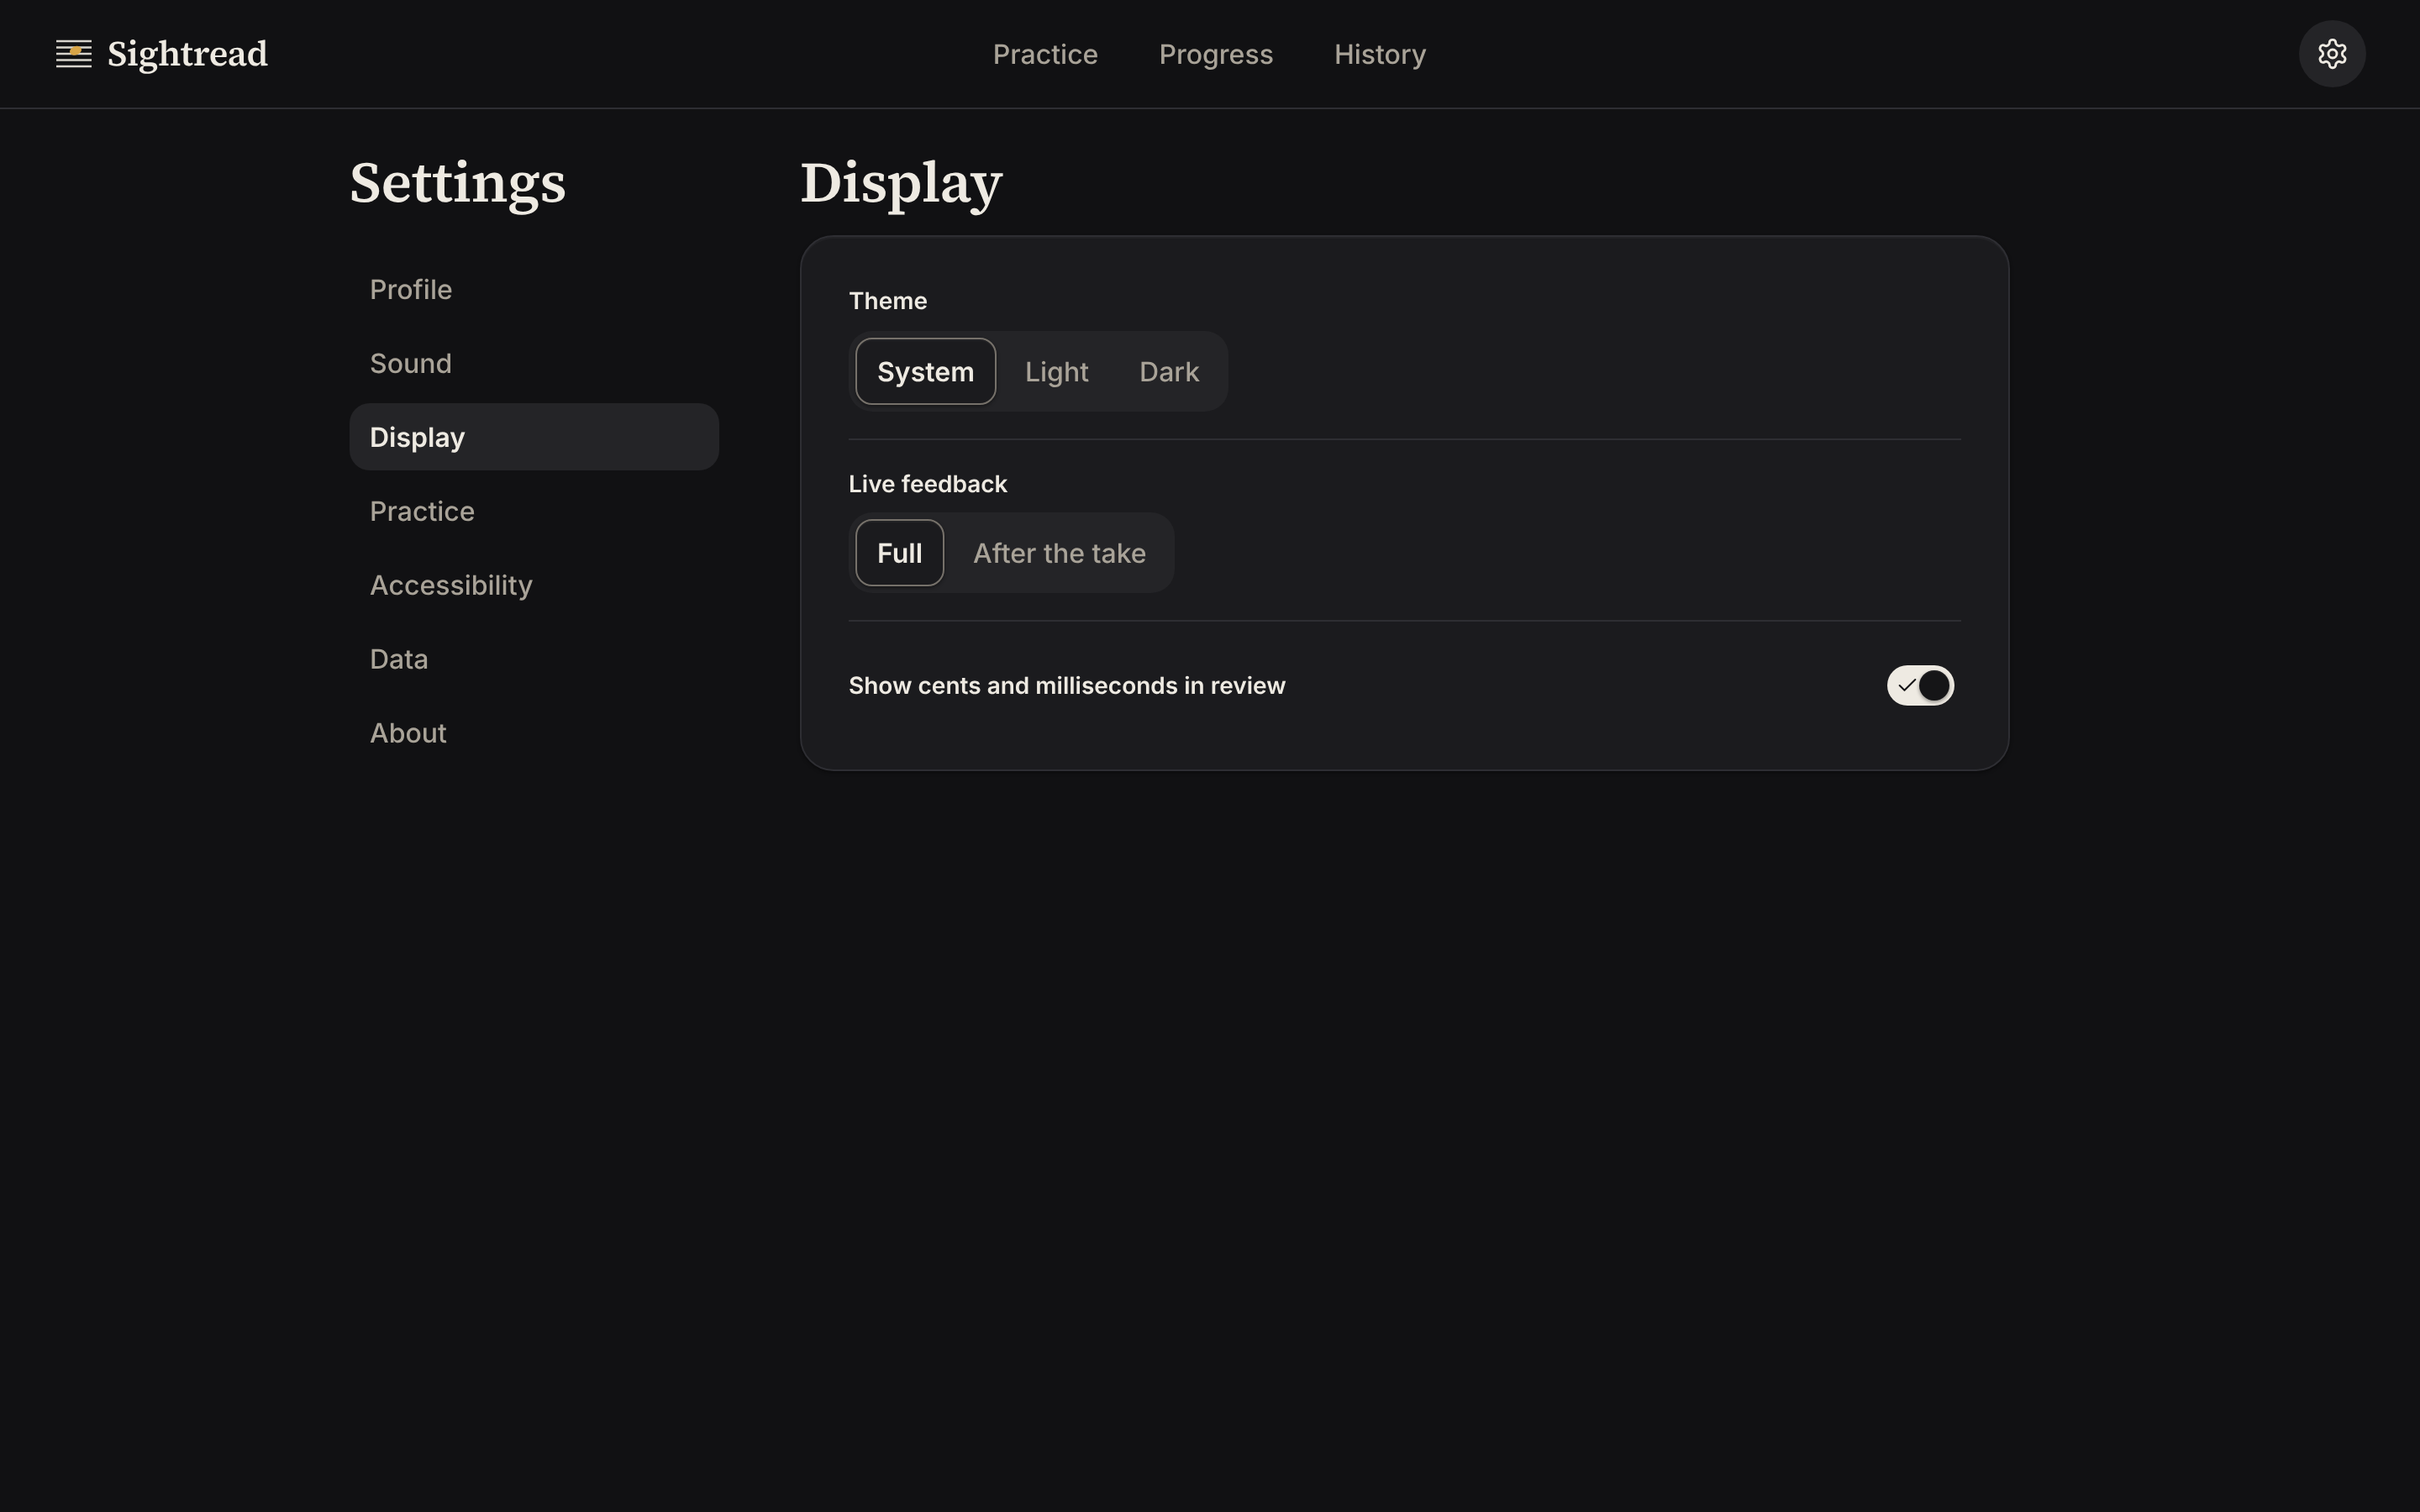 Sightread
Practice
Progress
History
Settings
Profile
Sound
Display
Practice
Accessibility
Data
About
Display
Theme
System
Light
Dark
Live feedback
Full
After the take
Show cents and milliseconds in review